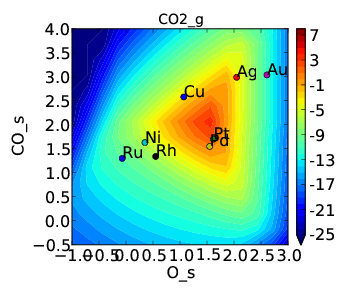 CO2_g
4.0
3.5
3.0
2.5
2.0
1.5
1.0
0.5
0.0
−0.5
CO_s
Au
Ag
Cu
Pt
Pd
Ni
Rh
Ru
−1.0 −0.5 0.0 0.5 1.0 1.5 2.0 2.5 3.0
O_s
7
3
-1
-5
-9
-13
-17
-21
-25